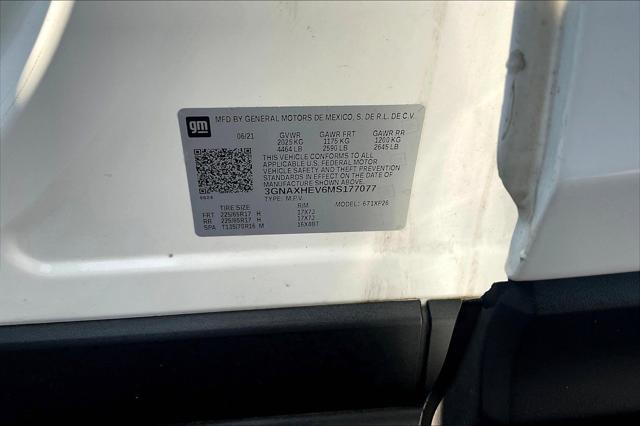 gm
MFD BY GENERAL MOTORS DE MEXICO, S. DE R.L. DE C.V.
06/21 GVWR GAWR FRT GAWR RR
2025 KG 1175 KG 1200 KG
4464 LB 2590 LB 2645 LB
THIS VEHICLE CONFORMS TO ALL
APPLICABLE U.S. FEDERAL MOTOR
VEHICLE SAFETY AND THEFT PREVENTION
STANDARDS IN EFFECT ON THE DATE OF
MANUFACTURE SHOWN ABOVE.
3GNAXHEV6MS177077
TYPE: M.P.V. MODEL: 671XP26
TIRE SIZE RIM
FRT 225/65R17 H 17X7J
RR 225/65R17 H 17X7J
SPA T135/70R16 M 16X4BT